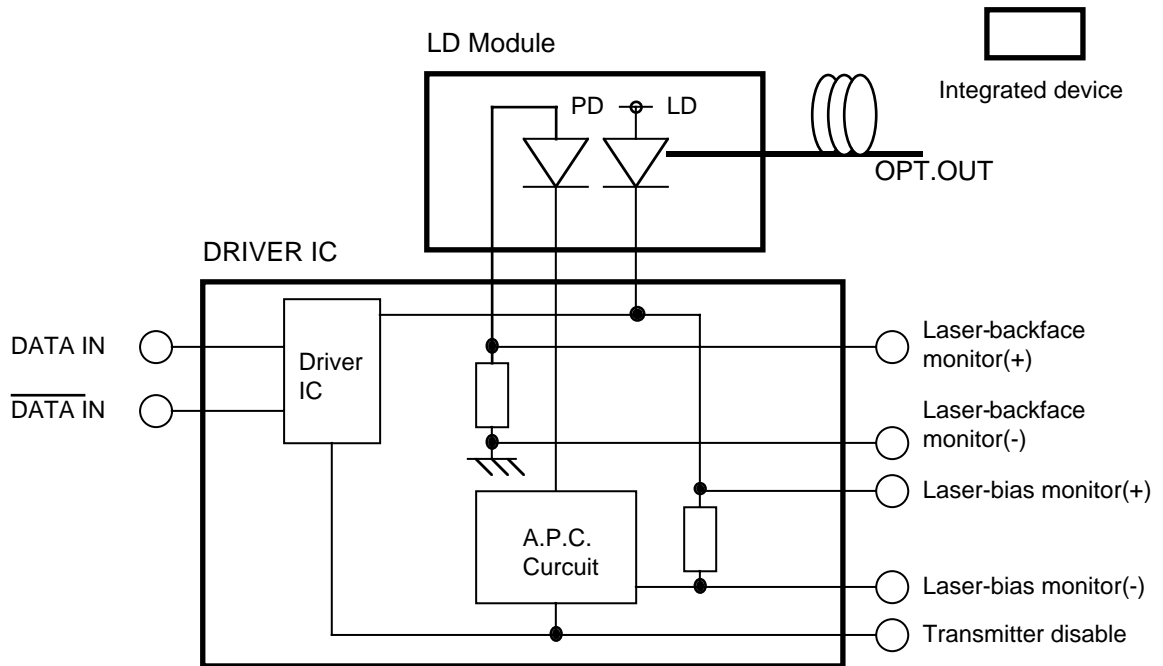 LD Module
Integrated device
PD
LD
OPT.OUT
DRIVER IC
DATA IN
DATA IN
Driver
IC
Laser-backface
monitor(+)
Laser-backface
monitor(-)
Laser-bias monitor(+)
A.P.C.
Curcuit
Laser-bias monitor(-)
Transmitter disable